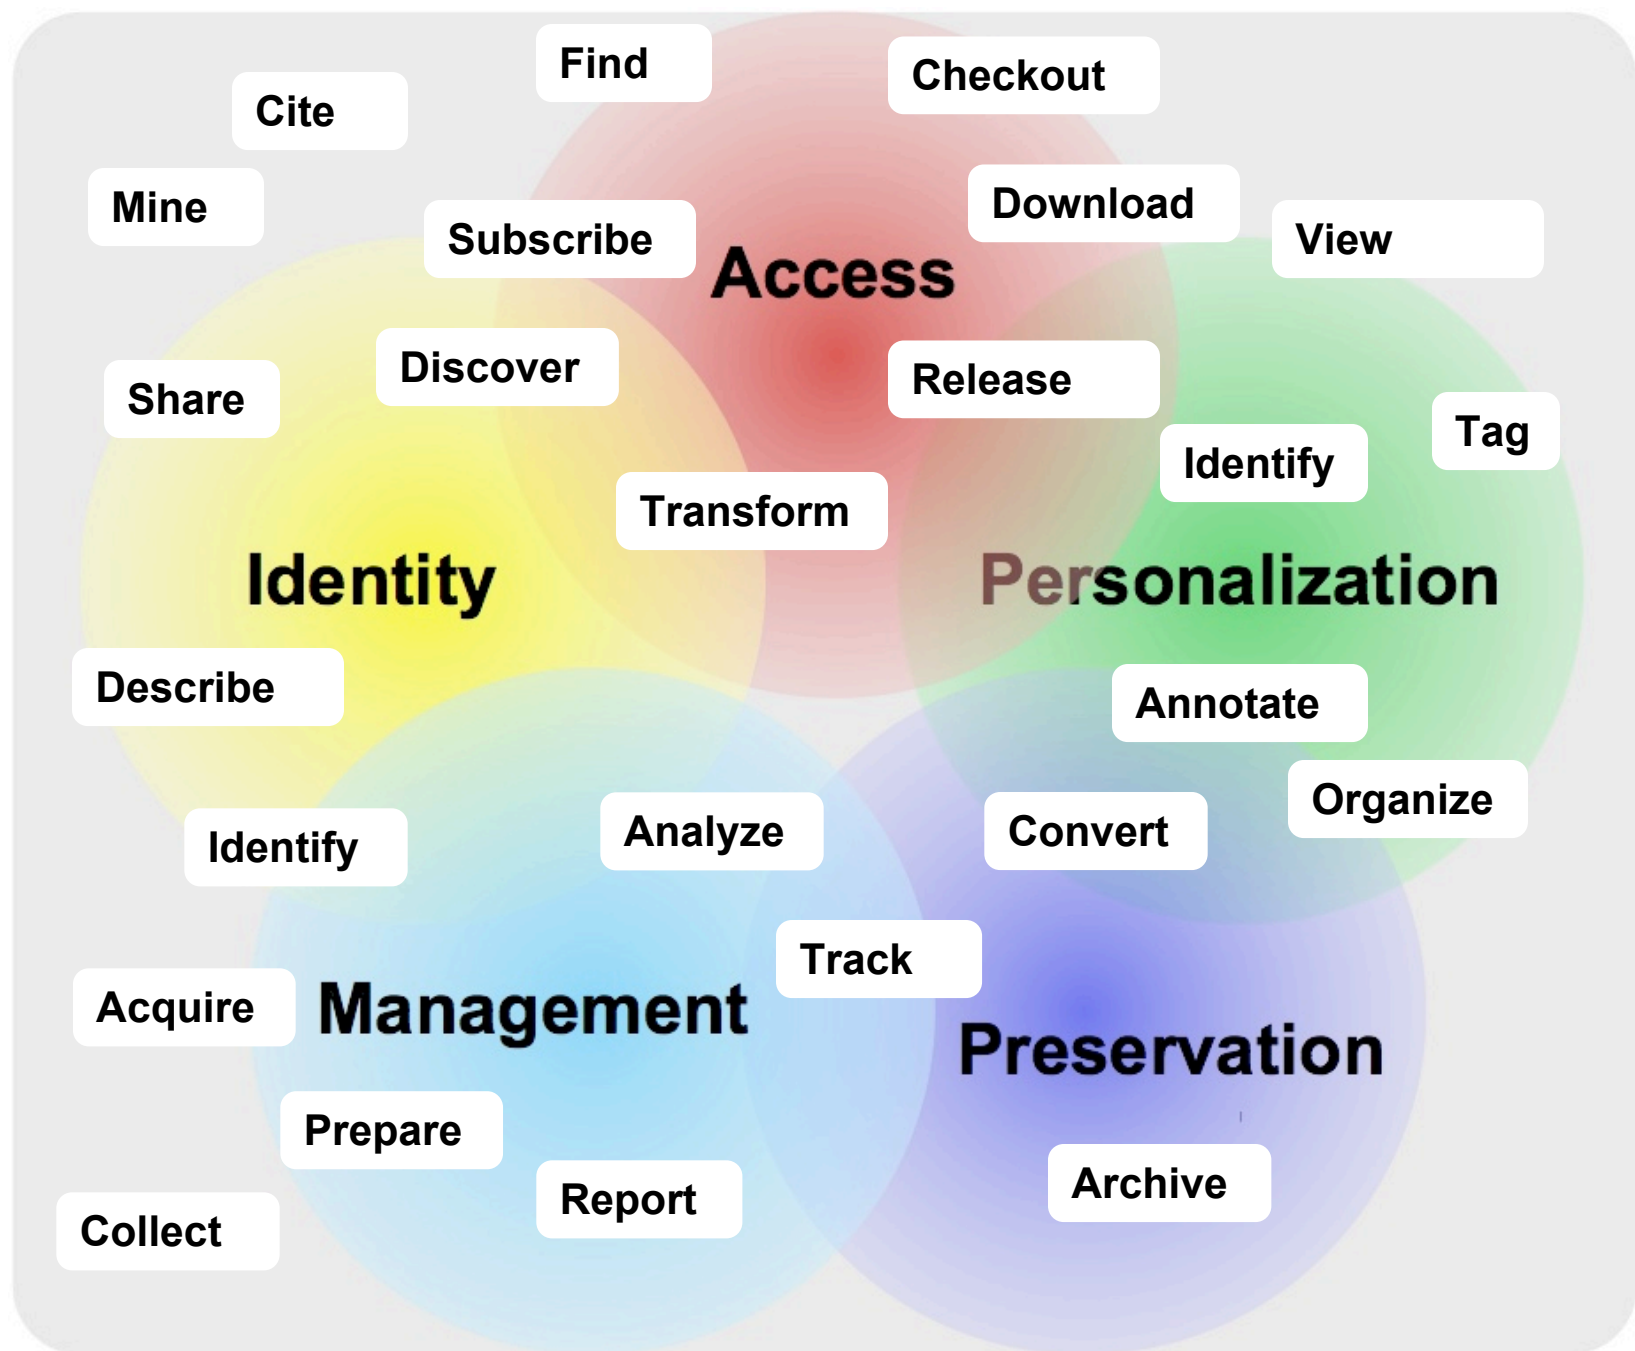 Find
Checkout
Cite
Mine
Download
Subscribe
View
Access
Discover
Release
Share
Tag
Identify
Transform
Identity
Personalization
Describe
Annotate
Organize
Identify
Analyze
Convert
Track
Acquire
Management
Preservation
Prepare
Archive
Report
Collect